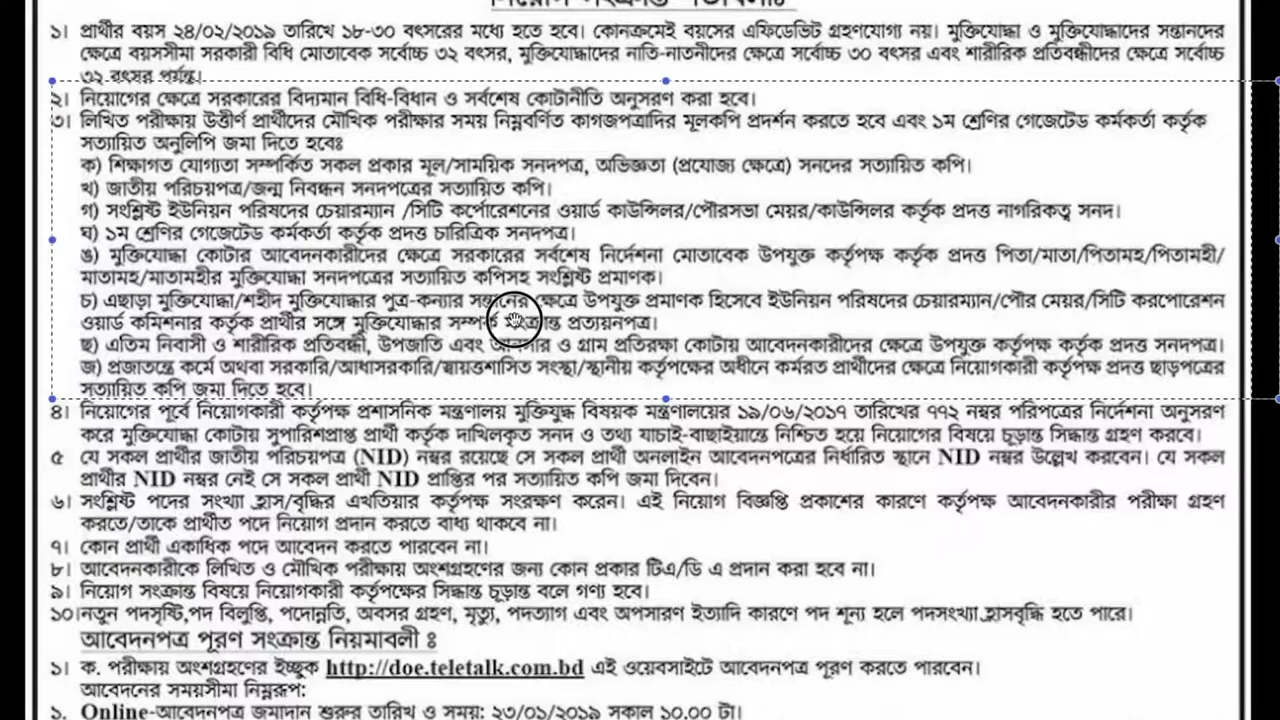 নিয়োগ সংক্রান্ত শর্তাবলীঃ
১। প্রার্থীর বয়স ২৪/০২/২০১৯ তারিখে ১৮-৩০ বৎসরের মধ্যে হতে হবে। কোনক্রমেই বয়সের এফিডেভিট গ্রহণযোগ্য নয়। মুক্তিযোদ্ধা ও মুক্তিযোদ্ধাদের সন্তানদের
ক্ষেত্রে বয়সসীমা সরকারী বিধি মোতাবেক সর্বোচ্চ ৩২ বৎসর, মুক্তিযোদ্ধাদের নাতি-নাতনীদের ক্ষেত্রে সর্বোচ্চ ৩০ বৎসর এবং শারীরিক প্রতিবন্ধীদের ক্ষেত্রে সর্বোচ্চ
৩২ বৎসর পর্যন্ত।
২। নিয়োগের ক্ষেত্রে সরকারের বিদ্যমান বিধি-বিধান ও সর্বশেষ কোটানীতি অনুসরণ করা হবে।
৩। লিখিত পরীক্ষায় উত্তীর্ণ প্রার্থীদের মৌখিক পরীক্ষার সময় নিম্নবর্ণিত কাগজপত্রাদির মূলকপি প্রদর্শন করতে হবে এবং ১ম শ্রেণির গেজেটেড কর্মকর্তা কর্তৃক
সত্যায়িত অনুলিপি জমা দিতে হবেঃ
ক) শিক্ষাগত যোগ্যতা সম্পর্কিত সকল প্রকার মূল/সাময়িক সনদপত্র, অভিজ্ঞতা (প্রযোজ্য ক্ষেত্রে) সনদের সত্যায়িত কপি।
খ) জাতীয় পরিচয়পত্র/জন্ম নিবন্ধন সনদপত্রের সত্যায়িত কপি।
গ) সংশ্লিষ্ট ইউনিয়ন পরিষদের চেয়ারম্যান /সিটি কর্পোরেশনের ওয়ার্ড কাউন্সিলর/পৌরসভা মেয়র/কাউন্সিলর কর্তৃক প্রদত্ত নাগরিকত্ব সনদ।
ঘ) ১ম শ্রেণির গেজেটেড কর্মকর্তা কর্তৃক প্রদত্ত চারিত্রিক সনদপত্র।
ঙ) মুক্তিযোদ্ধা কোটার আবেদনকারীদের ক্ষেত্রে সরকারের সর্বশেষ নির্দেশনা মোতাবেক উপযুক্ত কর্তৃপক্ষ কর্তৃক প্রদত্ত পিতা/মাতা/পিতামহ/পিতামহী/
মাতামহ/মাতামহীর মুক্তিযোদ্ধা সনদপত্রের সত্যায়িত কপিসহ সংশ্লিষ্ট প্রমাণক।
চ) এছাড়া মুক্তিযোদ্ধা/শহীদ মুক্তিযোদ্ধার পুত্র-কন্যার সন্তানের ক্ষেত্রে উপযুক্ত প্রমাণক হিসেবে ইউনিয়ন পরিষদের চেয়ারম্যান/পৌর মেয়র/সিটি করপোরেশন
ওয়ার্ড কমিশনার কর্তৃক প্রার্থীর সঙ্গে মুক্তিযোদ্ধার সম্পর্ক সংক্রান্ত প্রত্যয়নপত্র।
ছ) এতিম নিবাসী ও শারীরিক প্রতিবন্ধী, উপজাতি এবং আনসার ও গ্রাম প্রতিরক্ষা কোটায় আবেদনকারীদের ক্ষেত্রে উপযুক্ত কর্তৃপক্ষ কর্তৃক প্রদত্ত সনদপত্র।
জ) প্রজাতন্ত্রে কর্মে অথবা সরকারি/আধাসরকারি/স্বায়ত্তশাসিত সংস্থা/স্থানীয় কর্তৃপক্ষের অধীনে কর্মরত প্রার্থীদের ক্ষেত্রে নিয়োগকারী কর্তৃপক্ষ প্রদত্ত ছাড়পত্রের
সত্যায়িত কপি জমা দিতে হবে।
৪। নিয়োগের পূর্বে নিয়োগকারী কর্তৃপক্ষ প্রশাসনিক মন্ত্রণালয় মুক্তিযুদ্ধ বিষয়ক মন্ত্রণালয়ের ১৯/০৬/২০১৭ তারিখের ৭৭২ নম্বর পরিপত্রের নির্দেশনা অনুসরণ
করে মুক্তিযোদ্ধা কোটায় সুপারিশপ্রাপ্ত প্রার্থী কর্তৃক দাখিলকৃত সনদ ও তথ্য যাচাই-বাছাইয়ান্তে নিশ্চিত হয়ে নিয়োগের বিষয়ে চূড়ান্ত সিদ্ধান্ত গ্রহণ করবে।
৫ যে সকল প্রার্থীর জাতীয় পরিচয়পত্র (NID) নম্বর রয়েছে সে সকল প্রার্থী অনলাইন আবেদনপত্রের নির্ধারিত স্থানে NID নম্বর উল্লেখ করবেন। যে সকল
প্রার্থীর NID নম্বর নেই সে সকল প্রার্থী NID প্রাপ্তির পর সত্যায়িত কপি জমা দিবেন।
৬। সংশ্লিষ্ট পদের সংখ্যা হ্রাস/বৃদ্ধির এখতিয়ার কর্তৃপক্ষ সংরক্ষণ করেন। এই নিয়োগ বিজ্ঞপ্তি প্রকাশের কারণে কর্তৃপক্ষ আবেদনকারীর পরীক্ষা গ্রহণ
করতে/তাকে প্রার্থীত পদে নিয়োগ প্রদান করতে বাধ্য থাকবে না।
৭। কোন প্রার্থী একাধিক পদে আবেদন করতে পারবেন না।
৮। আবেদনকারীকে লিখিত ও মৌখিক পরীক্ষায় অংশগ্রহণের জন্য কোন প্রকার টিএ/ডি এ প্রদান করা হবে না।
৯। নিয়োগ সংক্রান্ত বিষয়ে নিয়োগকারী কর্তৃপক্ষের সিদ্ধান্ত চূড়ান্ত বলে গণ্য হবে।
১০।নতুন পদসৃষ্টি,পদ বিলুপ্তি, পদোন্নতি, অবসর গ্রহণ, মৃত্যু, পদত্যাগ এবং অপসারণ ইত্যাদি কারণে পদ শূন্য হলে পদসংখ্যা হ্রাসবৃদ্ধি হতে পারে।
আবেদনপত্র পূরণ সংক্রান্ত নিয়মাবলী ঃ
১। ক. পরীক্ষায় অংশগ্রহণের ইচ্ছুক http://doe.teletalk.com.bd এই ওয়েবসাইটে আবেদনপত্র পূরণ করতে পারবেন।
আবেদনের সময়সীমা নিম্নরূপ:
১. Online-আবেদনপত্র জমাদান শুরুর তারিখ ও সময়: ২৩/০১/২০১৯ সকাল ১০.০০ টা।